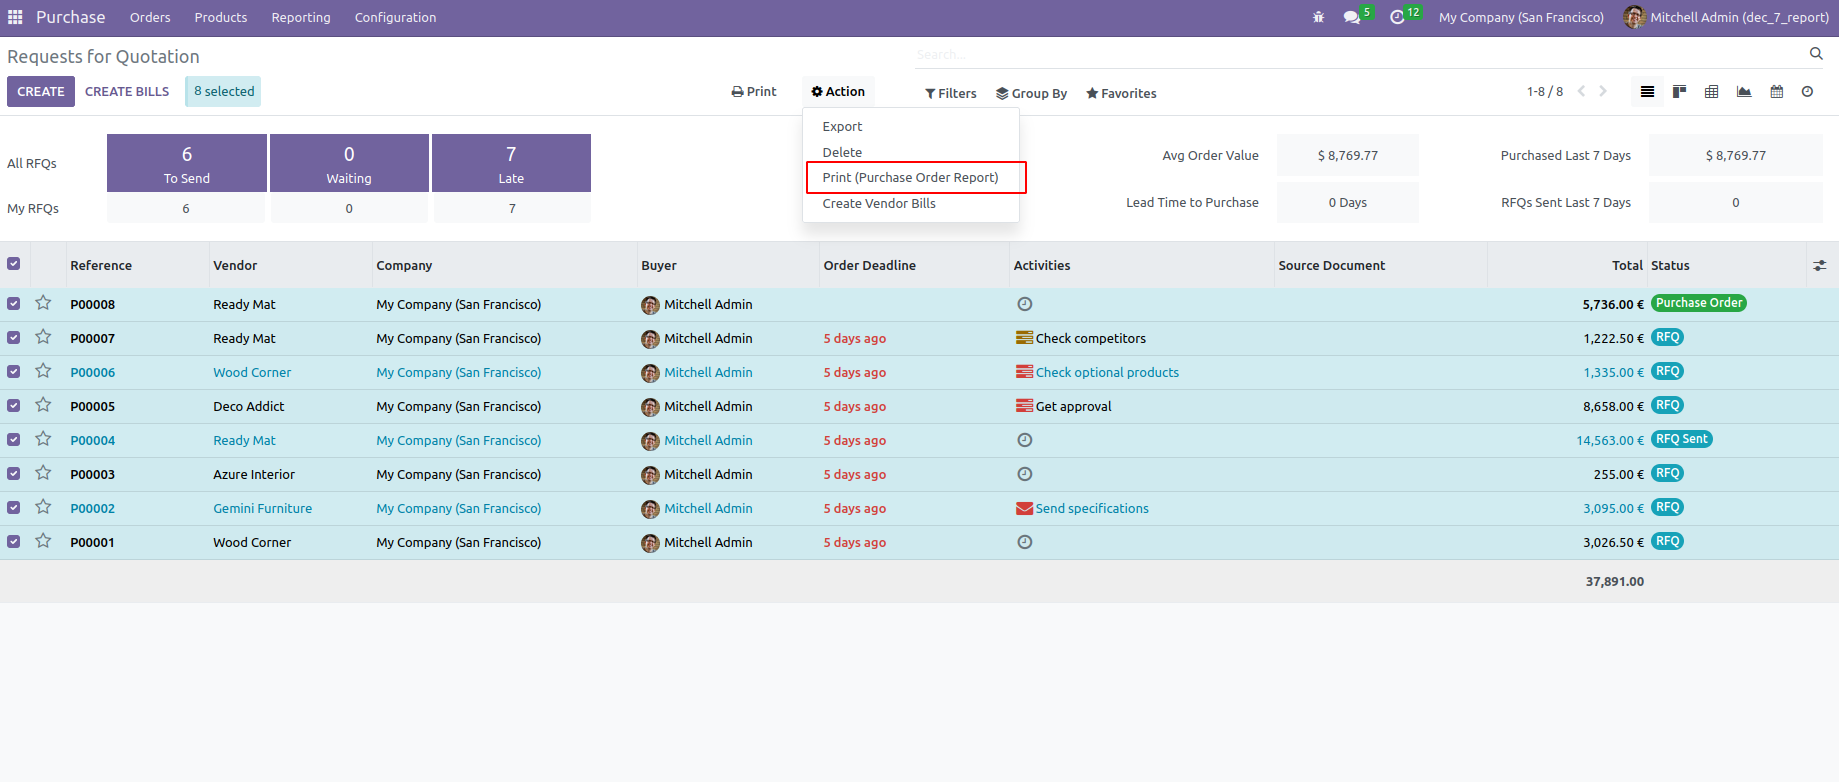 Purchase Orders Products Reporting Configuration 5 12 My Company (San Francisco) Mitchell Admin (dec_7_report)
Requests for Quotation Search...
CREATE CREATE BILLS 8 selected Print Action Filters Group By Favorites 1-8 / 8
Export
Delete
Print (Purchase Order Report)
Create Vendor Bills
All RFQs 6 To Send 0 Waiting 7 Late Avg Order Value $ 8,769.77 Purchased Last 7 Days $ 8,769.77
My RFQs 6 0 7 Lead Time to Purchase 0 Days RFQs Sent Last 7 Days 0
Reference Vendor Company Buyer Order Deadline Activities Source Document Total Status
P00008 Ready Mat My Company (San Francisco) Mitchell Admin 5,736.00 € Purchase Order
P00007 Ready Mat My Company (San Francisco) Mitchell Admin 5 days ago Check competitors 1,222.50 € RFQ
P00006 Wood Corner My Company (San Francisco) Mitchell Admin 5 days ago Check optional products 1,335.00 € RFQ
P00005 Deco Addict My Company (San Francisco) Mitchell Admin 5 days ago Get approval 8,658.00 € RFQ
P00004 Ready Mat My Company (San Francisco) Mitchell Admin 5 days ago 14,563.00 € RFQ Sent
P00003 Azure Interior My Company (San Francisco) Mitchell Admin 5 days ago 255.00 € RFQ
P00002 Gemini Furniture My Company (San Francisco) Mitchell Admin 5 days ago Send specifications 3,095.00 € RFQ
P00001 Wood Corner My Company (San Francisco) Mitchell Admin 5 days ago 3,026.50 € RFQ
37,891.00